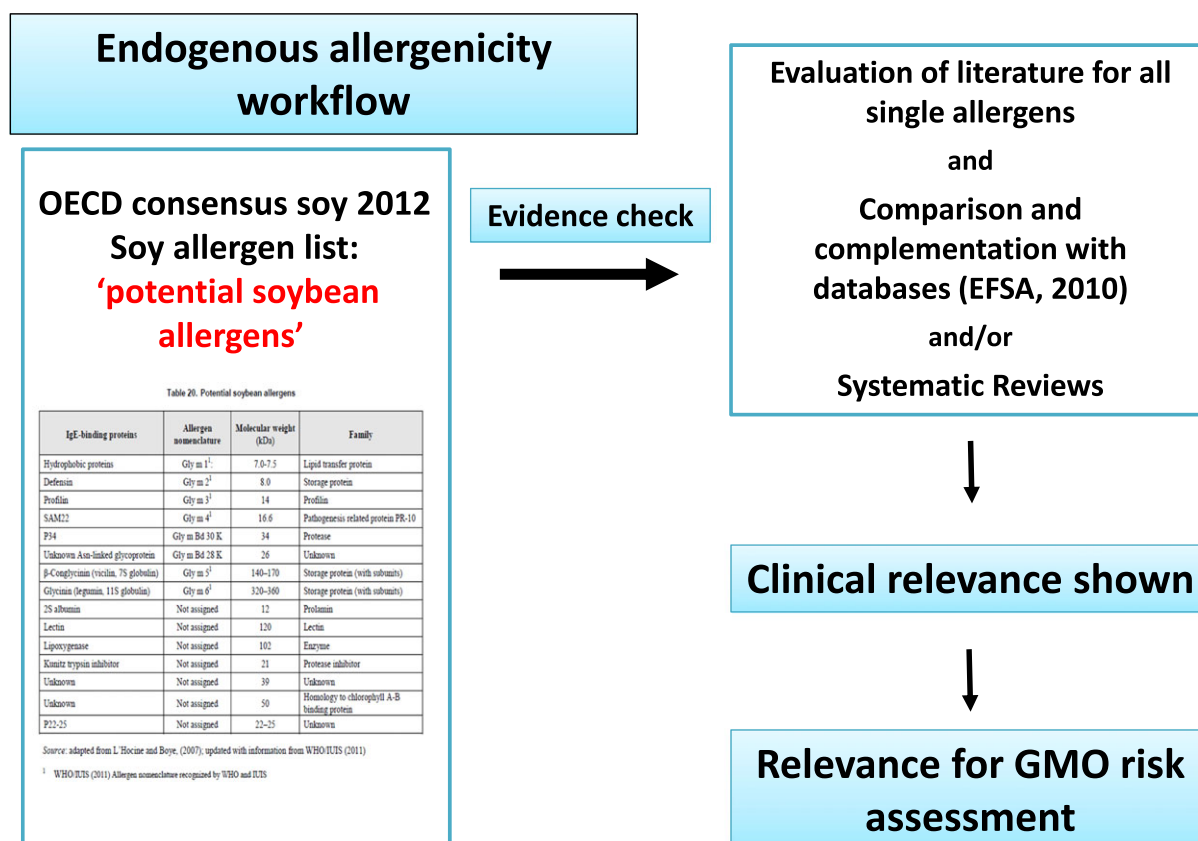 Endogenous allergenicity
workflow
OECD consensus soy 2012
Soy allergen list:
‘potential soybean
allergens’
Table 20. Potential soybean allergens
IgE-binding proteins Allergen nomenclature Molecular weight (kDa) Family
Hydrophobic proteins Gly m 1¹: 7.0-7.5 Lipid transfer protein
Defensin Gly m 2¹ 8.0 Storage protein
Profilin Gly m 3¹ 14 Profilin
SAM22 Gly m 4¹ 16.6 Pathogenesis related protein PR-10
P34 Gly m Bd 30 K 34 Protease
Unknown Asn-linked glycoprotein Gly m Bd 28 K 26 Unknown
β-Conglycinin (vicilin, 7S globulin) Gly m 5¹ 140–170 Storage protein (with subunits)
Glycinin (legumin, 11S globulin) Gly m 6¹ 320–360 Storage protein (with subunits)
2S albumin Not assigned 12 Prolamin
Lectin Not assigned 120 Lectin
Lipoxygenase Not assigned 102 Enzyme
Kunitz trypsin inhibitor Not assigned 21 Protease inhibitor
Unknown Not assigned 39 Unknown
Unknown Not assigned 50 Homology to chlorophyll A-B binding protein
P22-25 Not assigned 22–25 Unknown
Source: adapted from L´Hocine and Boye, (2007); updated with information from WHO/IUIS (2011)
¹ WHO/IUIS (2011) Allergen nomenclature recognized by WHO and IUIS
Evidence check
Evaluation of literature for all
single allergens
and
Comparison and
complementation with
databases (EFSA, 2010)
and/or
Systematic Reviews
Clinical relevance shown
Relevance for GMO risk
assessment